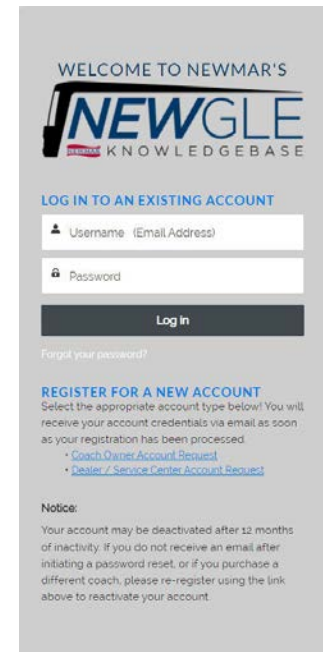 WELCOME TO NEWMAR'S
NEWGLE
NEWMAR KNOWLEDGEBASE
LOG IN TO AN EXISTING ACCOUNT
Username (Email Address)
Password
Log in
Forgot your password?
REGISTER FOR A NEW ACCOUNT
Select the appropriate account type below! You will
receive your account credentials via email as soon
as your registration has been processed.
• Coach Owner Account Request
• Dealer / Service Center Account Request
Notice:
Your account may be deactivated after 12 months
of inactivity. If you do not receive an email after
initiating a password reset, or if you purchase a
different coach, please re-register using the link
above to reactivate your account.